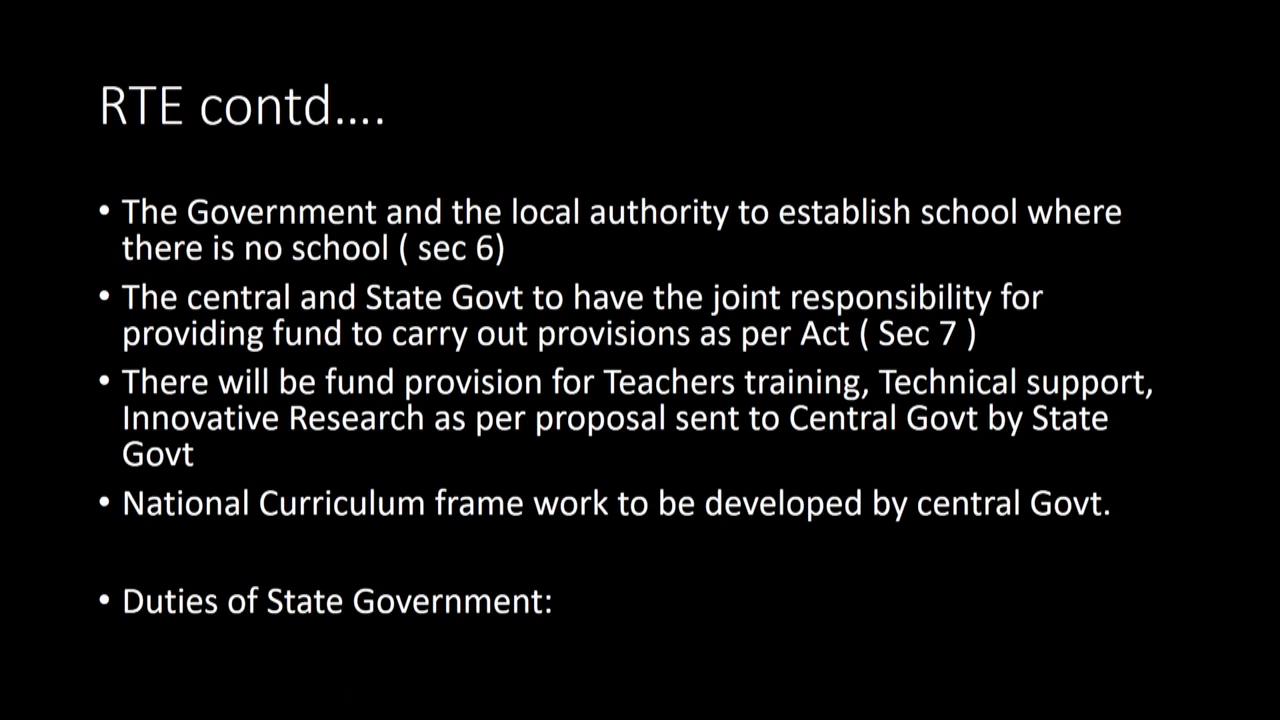 RTE contd....
• The Government and the local authority to establish school where
there is no school ( sec 6)
• The central and State Govt to have the joint responsibility for
providing fund to carry out provisions as per Act ( Sec 7 )
• There will be fund provision for Teachers training, Technical support,
Innovative Research as per proposal sent to Central Govt by State
Govt
• National Curriculum frame work to be developed by central Govt.
• Duties of State Government: